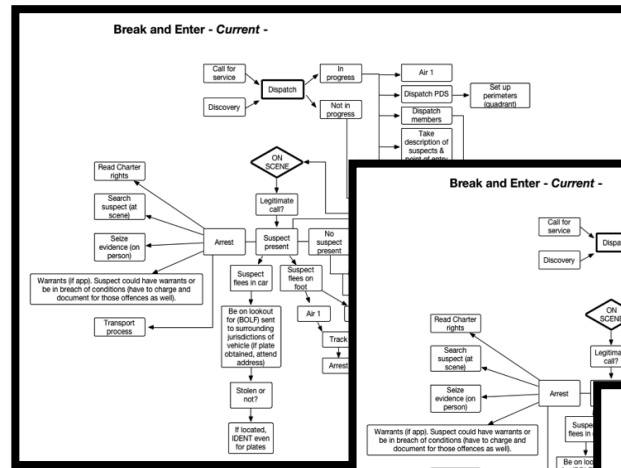 Break and Enter - Current -
Call for
service
Discovery
Dispatch
In
progress
Not in
progress
Air 1
Dispatch PDS
Set up
perimeters
(quadrant)
Dispatch
members
Take
description of
suspects &
point of entry
ON
SCENE
Legitimate
call?
Read Charter
rights
Search
suspect (at
scene)
Seize
evidence (on
person)
Warrants (if app). Suspect could have warrants or
be in breach of conditions (have to charge and
document for those offences as well).
Transport
process
Arrest
Suspect
present
No
suspect
present
Suspect
flees in car
Suspect
flees on
foot
Be on lookout
for (BOLF) sent
to surrounding
jurisdictions of
vehicle (if plate
obtained, attend
address)
Air 1
Track
Arrest
Stolen or
not?
If located,
IDENT even
for plates
Break and Enter - Current -
Call for
service
Discovery
ON
SCENE
Read Charter
rights
Search
suspect (at
scene)
Seize
evidence (on
person)
Warrants (if app). Suspect could have warrants or
be in breach of conditions (have to charge and
document for those offences as well).
Arrest
flees in
Be on